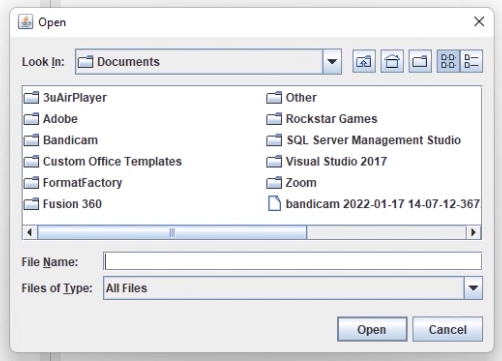 Open
Look In: Documents
3uAirPlayer
Adobe
Bandicam
Custom Office Templates
FormatFactory
Fusion 360
Other
Rockstar Games
SQL Server Management Studio
Visual Studio 2017
Zoom
bandicam 2022-01-17 14-07-12-367
File Name:
Files of Type: All Files
Open Cancel